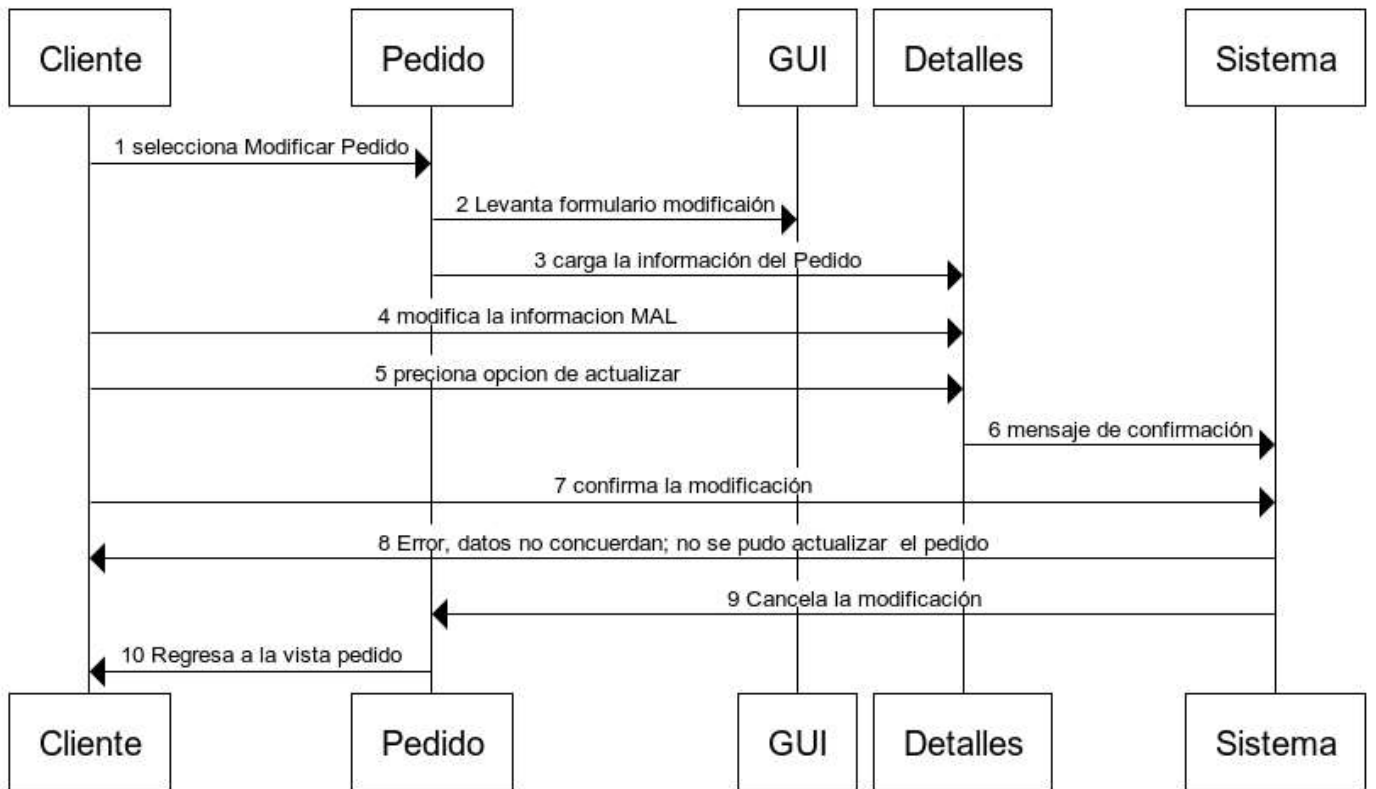 Cliente
Pedido
GUI
Detalles
Sistema
1 selecciona Modificar Pedido
2 Levanta formulario modificaión
3 carga la información del Pedido
4 modifica la informacion MAL
5 preciona opcion de actualizar
6 mensaje de confirmación
7 confirma la modificación
8 Error, datos no concuerdan; no se pudo actualizar  el pedido
9 Cancela la modificación
10 Regresa a la vista pedido
Cliente
Pedido
GUI
Detalles
Sistema